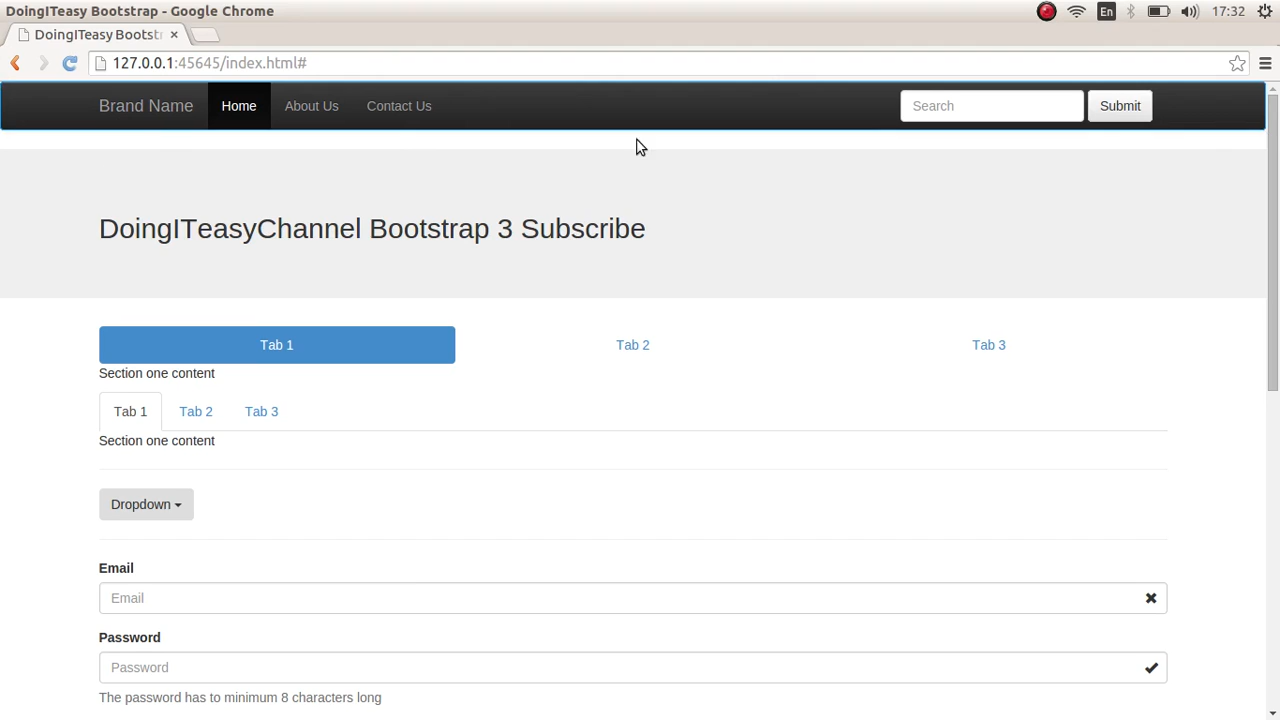 DoingITeasy Bootstrap - Google Chrome En 17:32
DoingITeasy Bootstr ×
127.0.0.1:45645/index.html#
Brand Name Home About Us Contact Us Search Submit
DoingITeasyChannel Bootstrap 3 Subscribe
Tab 1 Tab 2 Tab 3
Section one content
Tab 1 Tab 2 Tab 3
Section one content
Dropdown
Email
Email
Password
Password
The password has to minimum 8 characters long